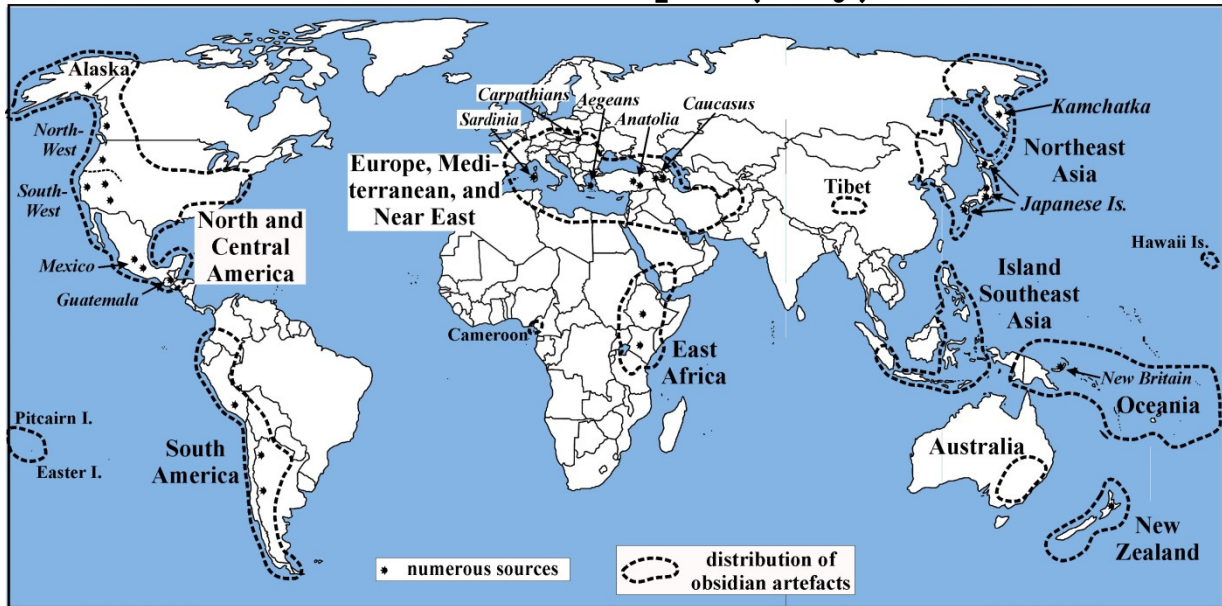 Alaska
North-
West
South-
West
North and
Central
America
Mexico
Guatemala
Carpathians
Sardinia
Aegeans
Anatolia
Caucasus
Europe, Medi-
terranean, and
Near East
Tibet
Kamchatka
Northeast
Asia
Japanese Is.
Hawaii Is.
Island
Southeast
Asia
Cameroon
East
Africa
New Britain
Oceania
Pitcairn I.
Easter I.
South
America
Australia
New
Zealand
numerous sources
distribution of
obsidian artefacts